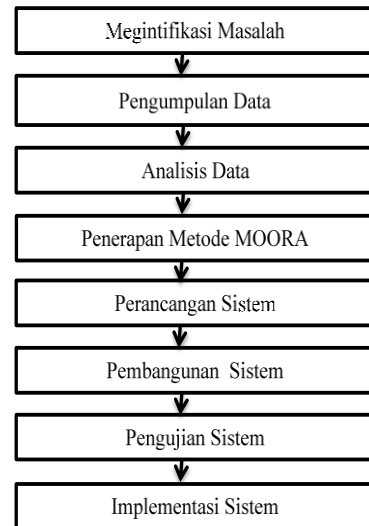 Megintifikasi Masalah
Pengumpulan Data
Analisis Data
Penerapan Metode MOORA
Perancangan Sistem
Pembangunan Sistem
Pengujian Sistem
Implementasi Sistem